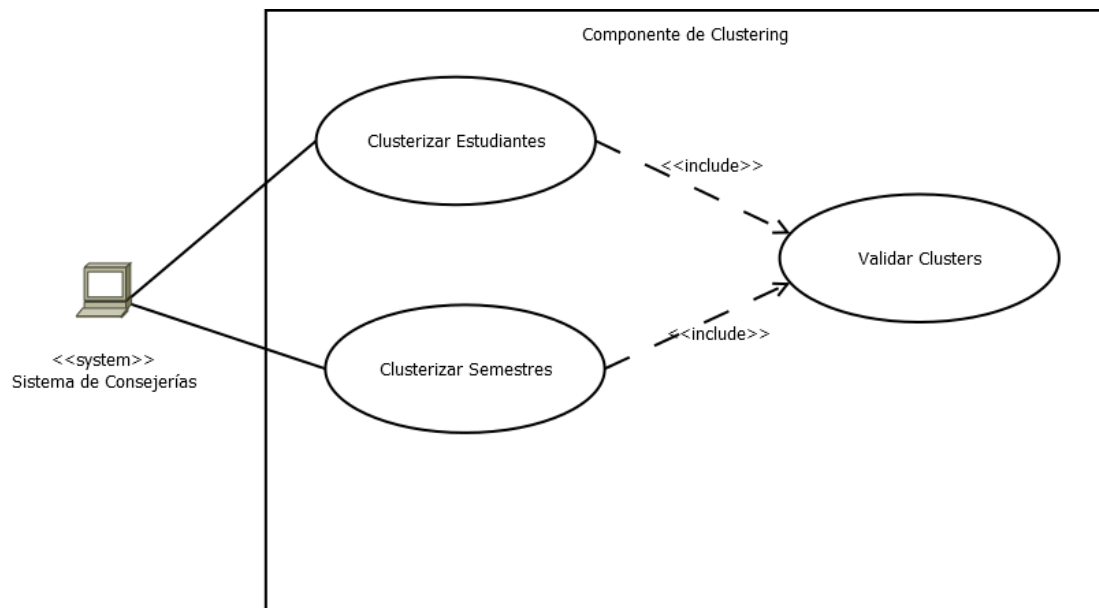 Componente de Clustering
Clusterizar Estudiantes
<<include>>
Validar Clusters
<<include>>
Clusterizar Semestres
<<system>>
Sistema de Consejerías